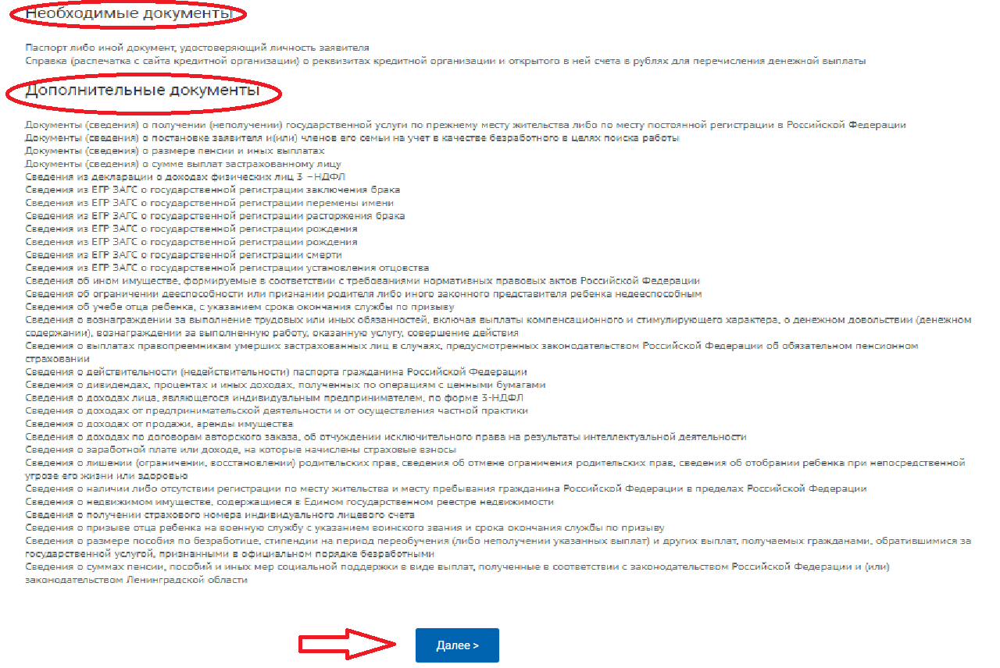 Необходимые документы
Паспорт либо иной документ, удостоверяющий личность заявителя
Справка (распечатка с сайта кредитной организации) о реквизитах кредитной организации и открытого в ней счета в рублях для перечисления денежной выплаты
Дополнительные документы
Документы (сведения) о получении (неполучении) государственной услуги по прежнему месту жительства либо по месту постоянной регистрации в Российской Федерации
Документы (сведения) о постановке заявителя и(или) членов его семьи на учет в качестве безработного в целях поиска работы
Документы (сведения) о размере пенсии и иных выплатах
Документы (сведения) о сумме выплат застрахованному лицу
Сведения из декларации о доходах физических лиц 3 –НДФЛ
Сведения из ЕГР ЗАГС о государственной регистрации заключения брака
Сведения из ЕГР ЗАГС о государственной регистрации перемены имени
Сведения из ЕГР ЗАГС о государственной регистрации расторжения брака
Сведения из ЕГР ЗАГС о государственной регистрации рождения
Сведения из ЕГР ЗАГС о государственной регистрации рождения
Сведения из ЕГР ЗАГС о государственной регистрации смерти
Сведения из ЕГР ЗАГС о государственной регистрации установления отцовства
Сведения об ином имуществе, формируемые в соответствии с требованиями нормативных правовых актов Российской Федерации
Сведения об ограничении дееспособности или признании родителя либо иного законного представителя ребенка недееспособным
Сведения об учебе отца ребенка, с указанием срока окончания службы по призыву
Сведения о вознаграждении за выполнение трудовых или иных обязанностей, включая выплаты компенсационного и стимулирующего характера, о денежном довольствии (денежном
содержании), вознаграждении за выполненную работу, оказанную услугу, совершение действия
Сведения о выплатах правопреемникам умерших застрахованных лиц в случаях, предусмотренных законодательством Российской Федерации об обязательном пенсионном
страховании
Сведения о действительности (недействительности) паспорта гражданина Российской Федерации
Сведения о дивидендах, процентах и иных доходах, полученных по операциям с ценными бумагами
Сведения о доходах лица, являющегося индивидуальным предпринимателем, по форме 3-НДФЛ
Сведения о доходах от предпринимательской деятельности и от осуществления частной практики
Сведения о доходах от продажи, аренды имущества
Сведения о доходах по договорам авторского заказа, об отчуждении исключительного права на результаты интеллектуальной деятельности
Сведения о заработной плате или доходе, на которые начислены страховые взносы
Сведения о лишении (ограничении, восстановлении) родительских прав, сведения об отмене ограничения родительских прав, сведения об отобрании ребенка при непосредственной
угрозе его жизни или здоровью
Сведения о наличии либо отсутствии регистрации по месту жительства и месту пребывания гражданина Российской Федерации в пределах Российской Федерации
Сведения о недвижимом имуществе, содержащиеся в Едином государственном реестре недвижимости
Сведения о получении страхового номера индивидуального лицевого счета
Сведения о призыве отца ребенка на военную службу с указанием воинского звания и срока окончания службы по призыву
Сведения о размере пособия по безработице, стипендии на период переобучения (либо неполучении указанных выплат) и других выплат, получаемых гражданами, обратившимися за
государственной услугой, признанными в официальном порядке безработными
Сведения о суммах пенсии, пособий и иных мер социальной поддержки в виде выплат, полученные в соответствии с законодательством Российской Федерации и (или)
законодательством Ленинградской области
Далее >